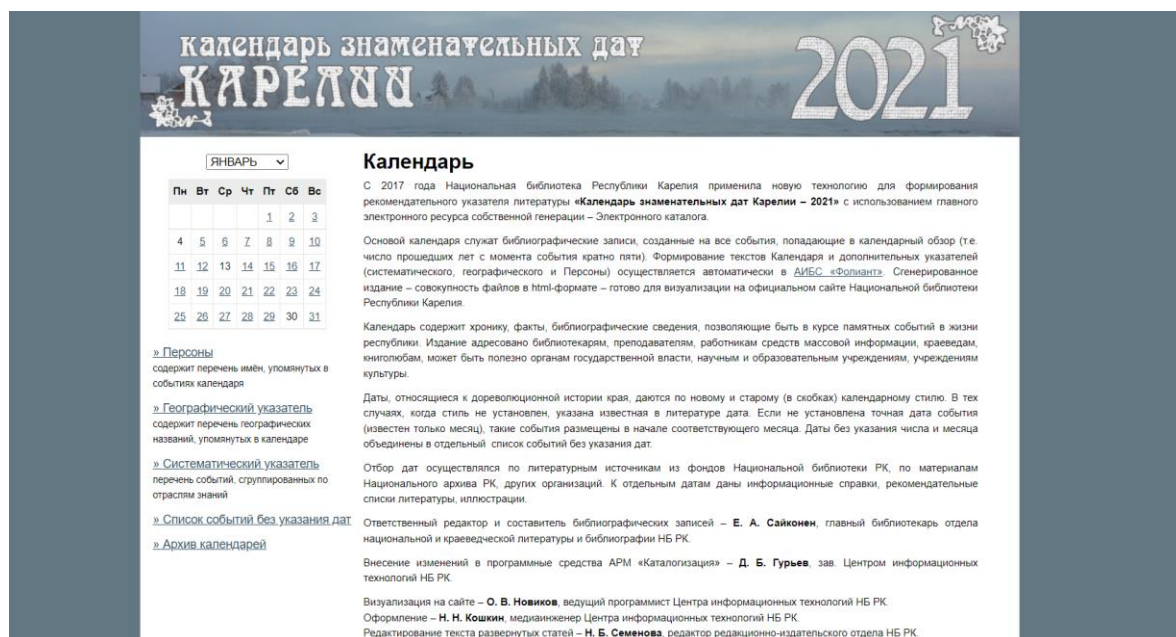 календарь знаменательных дат
КАРЕЛИИ
2021
ЯНВАРЬ
Пн Вт Ср Чт Пт Сб Вс
1 2 3
4 5 6 7 8 9 10
11 12 13 14 15 16 17
18 19 20 21 22 23 24
25 26 27 28 29 30 31
» Персоны
содержит перечень имён, упомянутых в
событиях календаря
» Географический указатель
содержит перечень географических
названий, упомянутых в календаре
» Систематический указатель
перечень событий, сгруппированных по
отраслям знаний
» Список событий без указания дат
» Архив календарей
Календарь
С 2017 года Национальная библиотека Республики Карелия применила новую технологию для формирования
рекомендательного указателя литературы «Календарь знаменательных дат Карелии – 2021» с использованием главного
электронного ресурса собственной генерации – Электронного каталога.
Основой календаря служат библиографические записи, созданные на все события, попадающие в календарный обзор (т.е.
число прошедших лет с момента события кратно пяти). Формирование текстов Календаря и дополнительных указателей
(систематического, географического и Персоны) осуществляется автоматически в АИБС «Фолиант». Сгенерированное
издание – совокупность файлов в html-формате – готово для визуализации на официальном сайте Национальной библиотеки
Республики Карелия.
Календарь содержит хронику, факты, библиографические сведения, позволяющие быть в курсе памятных событий в жизни
республики. Издание адресовано библиотекарям, преподавателям, работникам средств массовой информации, краеведам,
книголюбам, может быть полезно органам государственной власти, научным и образовательным учреждениям, учреждениям
культуры.
Даты, относящиеся к дореволюционной истории края, даются по новому и старому (в скобках) календарному стилю. В тех
случаях, когда стиль не установлен, указана известная в литературе дата. Если не установлена точная дата события
(известен только месяц), такие события размещены в начале соответствующего месяца. Даты без указания числа и месяца
объединены в отдельный список событий без указания дат.
Отбор дат осуществлялся по литературным источникам из фондов Национальной библиотеки РК, по материалам
Национального архива РК, других организаций. К отдельным датам даны информационные справки, рекомендательные
списки литературы, иллюстрации.
Ответственный редактор и составитель библиографических записей – Е. А. Сайконен, главный библиотекарь отдела
национальной и краеведческой литературы и библиографии НБ РК.
Внесение изменений в программные средства АРМ «Каталогизация» – Д. Б. Гурьев, зав. Центром информационных
технологий НБ РК.
Визуализация на сайте – О. В. Новиков, ведущий программист Центра информационных технологий НБ РК.
Оформление – Н. Н. Кошкин, медиаинженер Центра информационных технологий НБ РК.
Редактирование текста развернутых статей – Н. Б. Семенова, редактор редакционно-издательского отдела НБ РК.